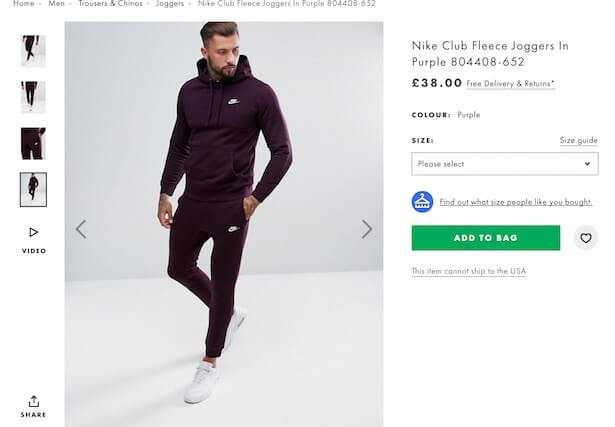 Home › Men › Trousers & Chinos › Joggers › Nike Club Fleece Joggers In Purple 804408-652
Nike Club Fleece Joggers In
Purple 804408-652
£38.00 Free Delivery & Returns*
COLOUR: Purple
SIZE: Size guide
Please select
Find out what size people like you bought.
ADD TO BAG
This item cannot ship to the USA
VIDEO
SHARE